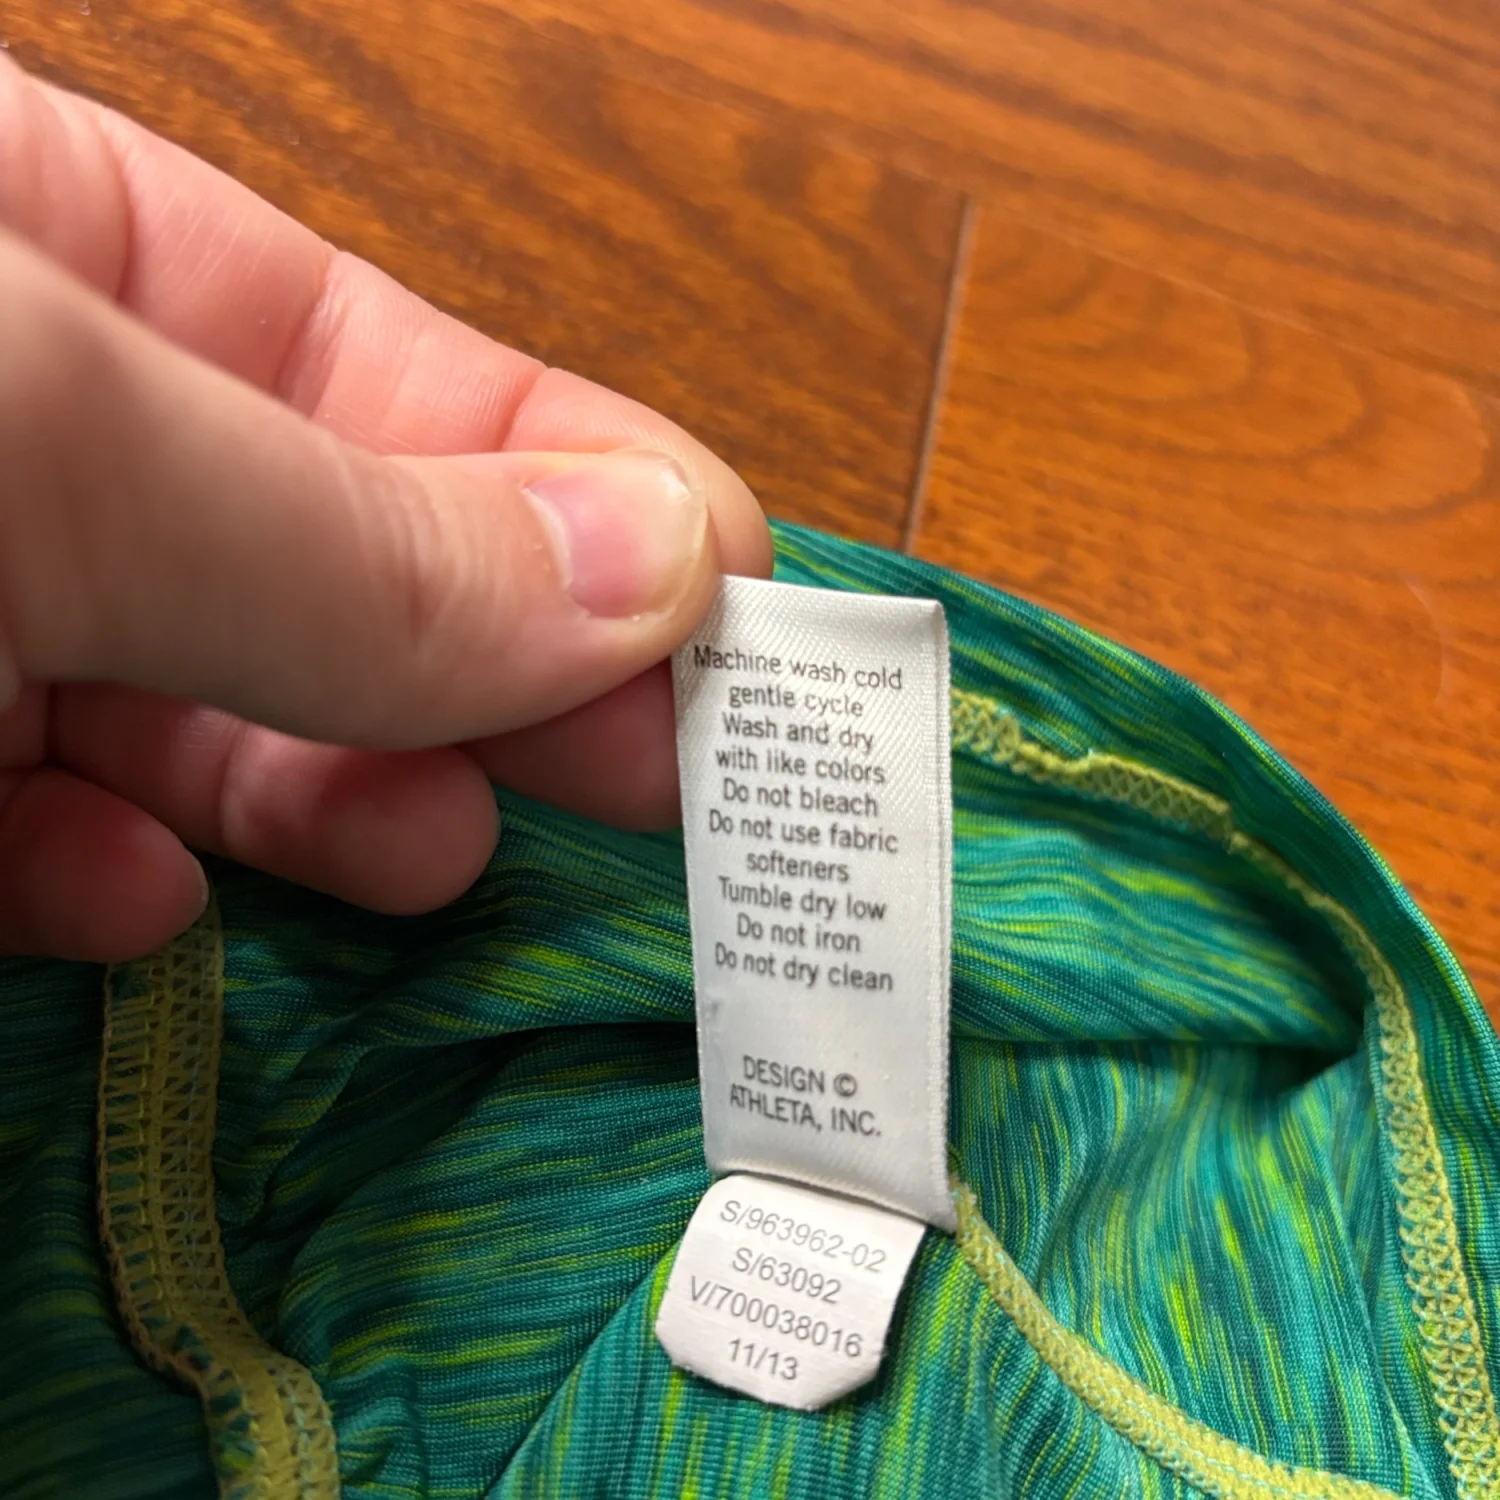 Machine wash cold
gentle cycle
Wash and dry
with like colors
Do not bleach
Do not use fabric
softeners
Tumble dry low
Do not iron
Do not dry clean
DESIGN ©
ATHLETA, INC.
S/963962-02
S/63092
V/700038016
11/13